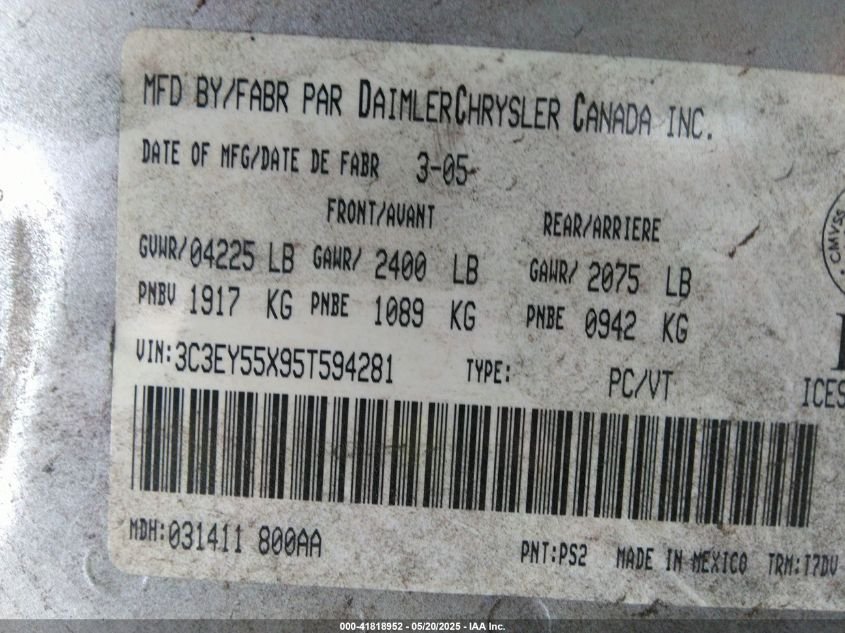 MFD BY/FABR PAR DAIMLERCHRYSLER CANADA INC.
DATE OF MFG/DATE DE FABR 3-05
FRONT/AVANT REAR/ARRIERE
GVWR/04225 LB GAWR/ 2400 LB GAWR/ 2075 LB
PNBV 1917 KG PNBE 1089 KG PNBE 0942 KG
VIN:3C3EY55X95T594281 TYPE: PC/VT
CMVSS
ICES
MDH:031411 800AA
PNT:PS2 MADE IN MEXICO TRM:T7DV
000-41818952 - 05/20/2025 - IAA Inc.